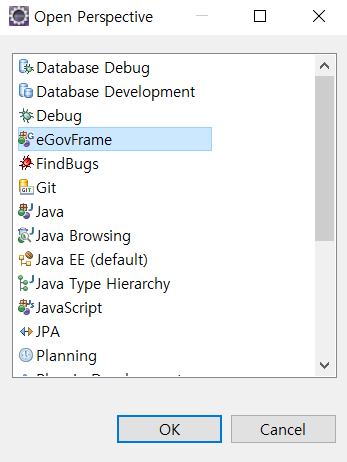 Open Perspective
Database Debug
Database Development
Debug
eGovFrame
FindBugs
Git
Java
Java Browsing
Java EE (default)
Java Type Hierarchy
JavaScript
JPA
Planning
OK
Cancel